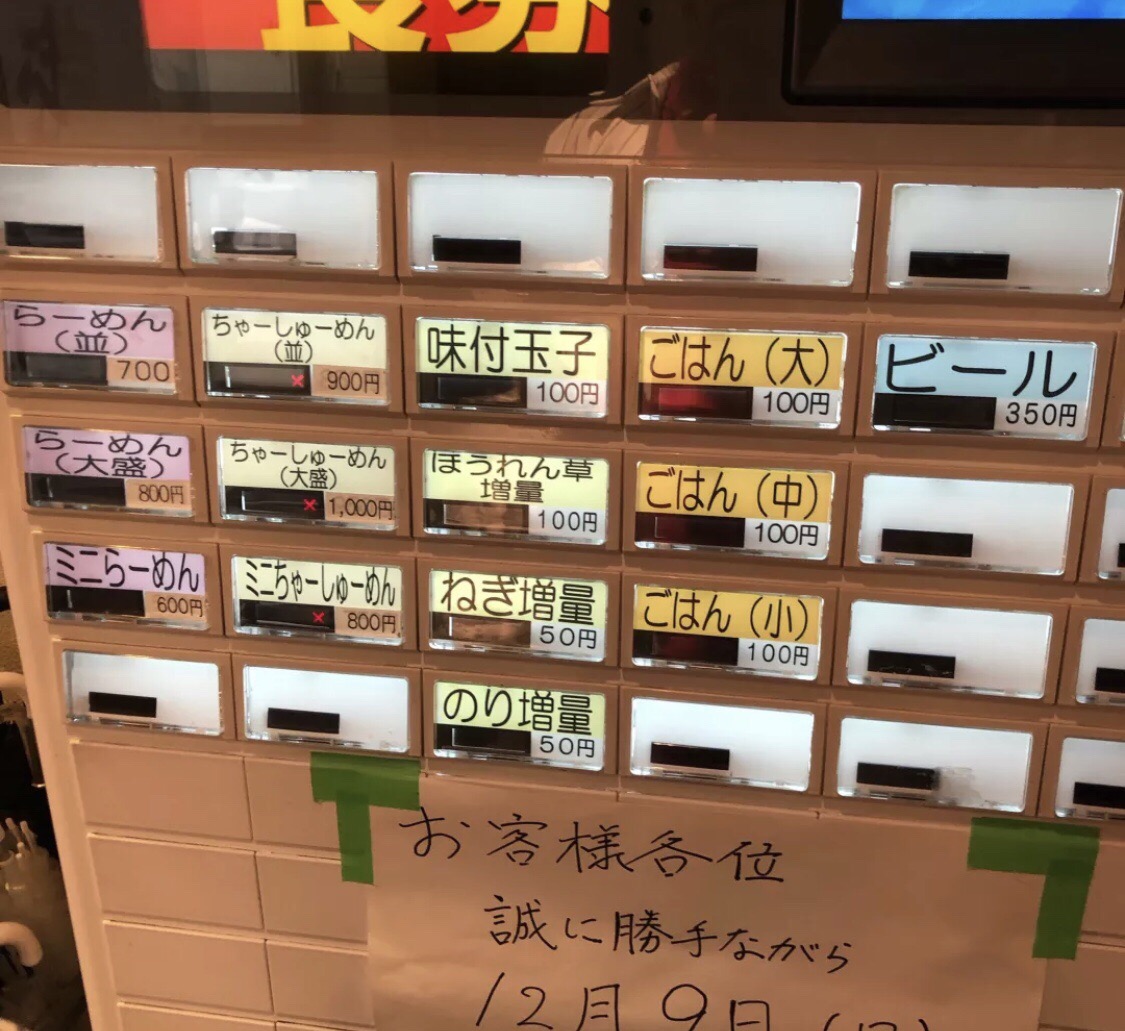 食券
らーめん
(並)
700
ちゃーしゅーめん
(並)
× 900円
味付玉子
100円
ごはん(大)
100円
ビール
350円
らーめん
(大盛)
800円
ちゃーしゅーめん
(大盛)
× 1,000円
ほうれん草
増量
100円
ごはん(中)
100円
ミニらーめん
600円
ミニちゃーしゅーめん
× 800円
ねぎ増量
50円
ごはん(小)
100円
のり増量
50円
お客様各位
誠に勝手ながら
12月9日